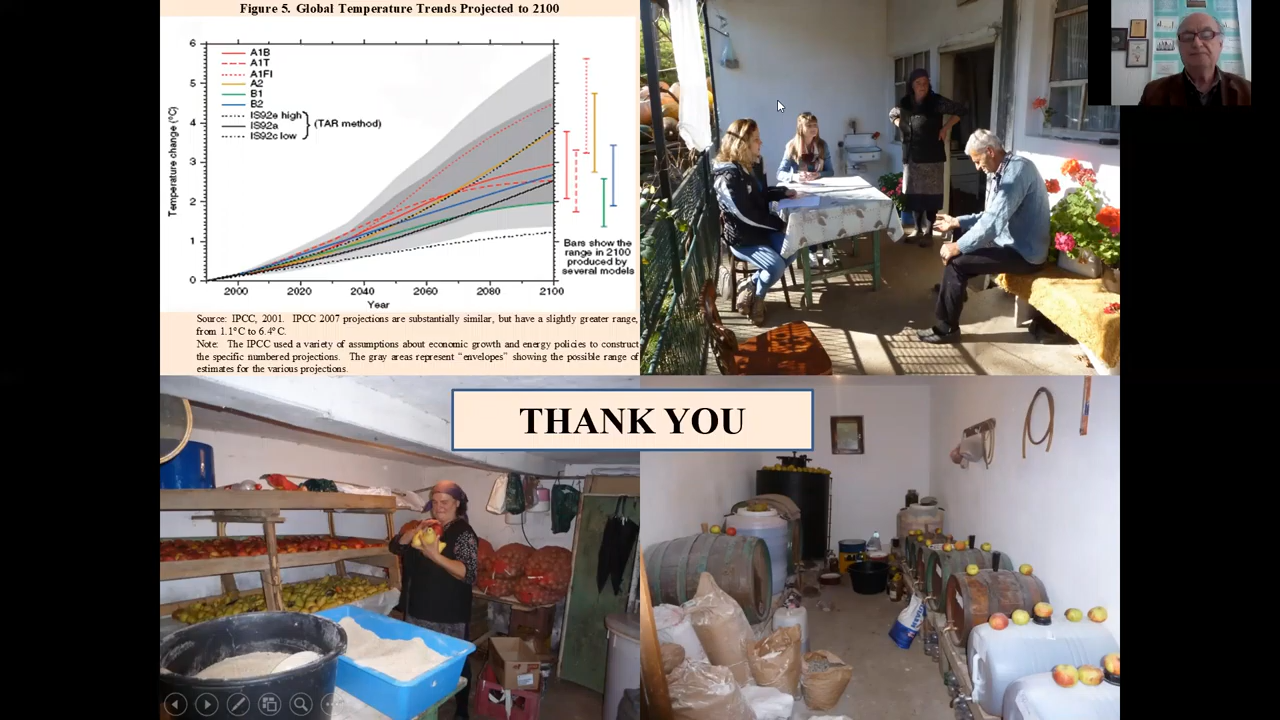 Figure 5. Global Temperature Trends Projected to 2100
6
5
4
3
2
1
0
Temperature change (°C)
A1B
A1T
A1FI
A2
B1
B2
IS92e high
IS92a
IS92c low
(TAR method)
2000
2020
2040
2060
2080
2100
Year
Bars show the
range in 2100
produced by
several models
Source: IPCC, 2001. IPCC 2007 projections are substantially similar, but have a slightly greater range,
from 1.1°C to 6.4°C.
Note: The IPCC used a variety of assumptions about economic growth and energy policies to construct
the specific numbered projections. The gray areas represent “envelopes” showing the possible range of
estimates for the various projections.
THANK YOU